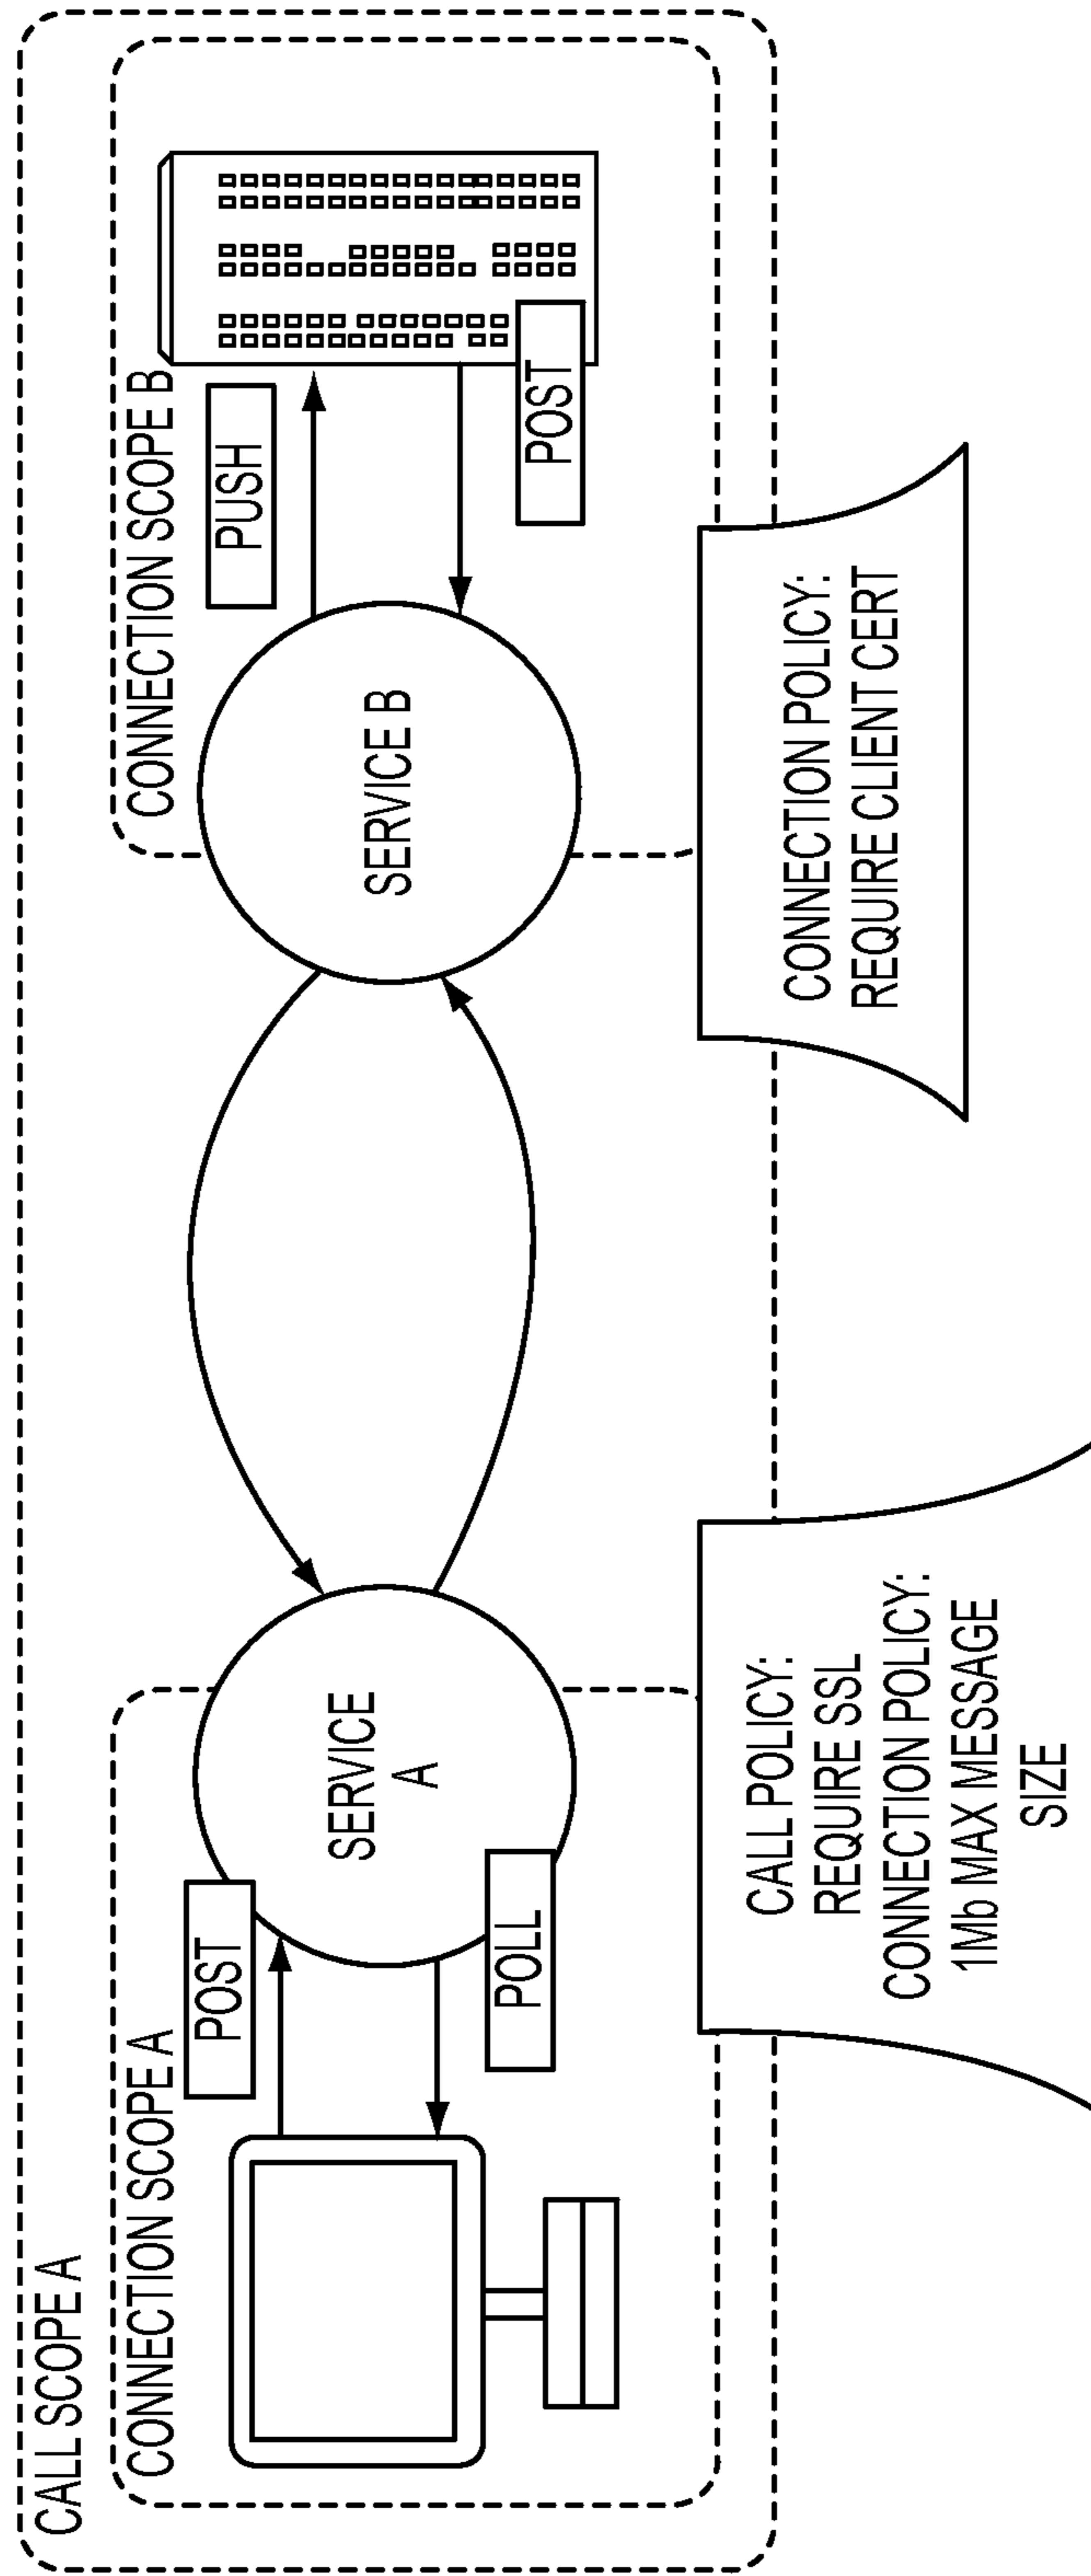 CALL SCOPE A
CONNECTION SCOPE A
POST
SERVICE
A
POLL
CONNECTION SCOPE B
SERVICE B
PUSH
POST
CALL POLICY:
REQUIRE SSL
CONNECTION POLICY:
1Mb MAX MESSAGE
SIZE
CONNECTION POLICY:
REQUIRE CLIENT CERT